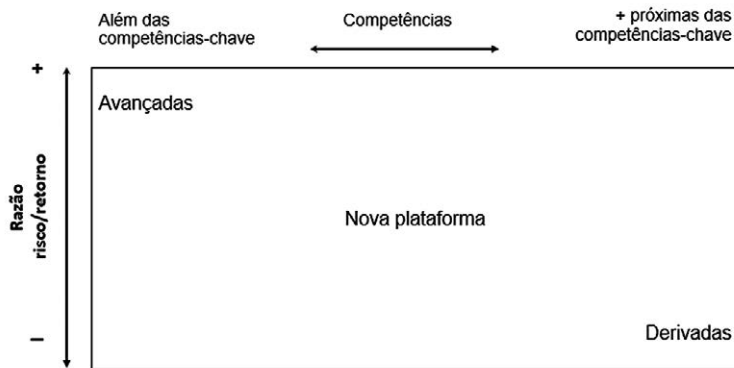 Além das
competências-chave
Competências
+ próximas das
competências-chave
+
Avançadas
Razão
risco/retorno
Nova plataforma
–
Derivadas